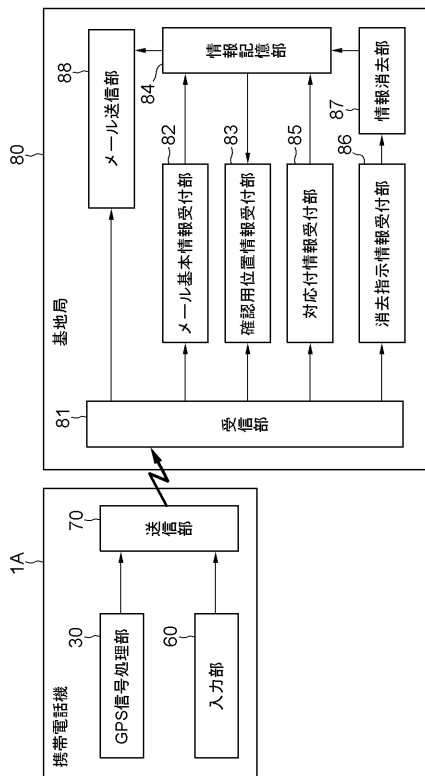 携帯電話機
1A
30
GPS信号処理部
60
入力部
70
送信部
基地局
80
81
受信部
88
メール送信部
82
メール基本情報受付部
83
確認用位置情報受付部
85
対応付情報受付部
86
消去指示情報受付部
84
情報記憶部
87
情報消去部